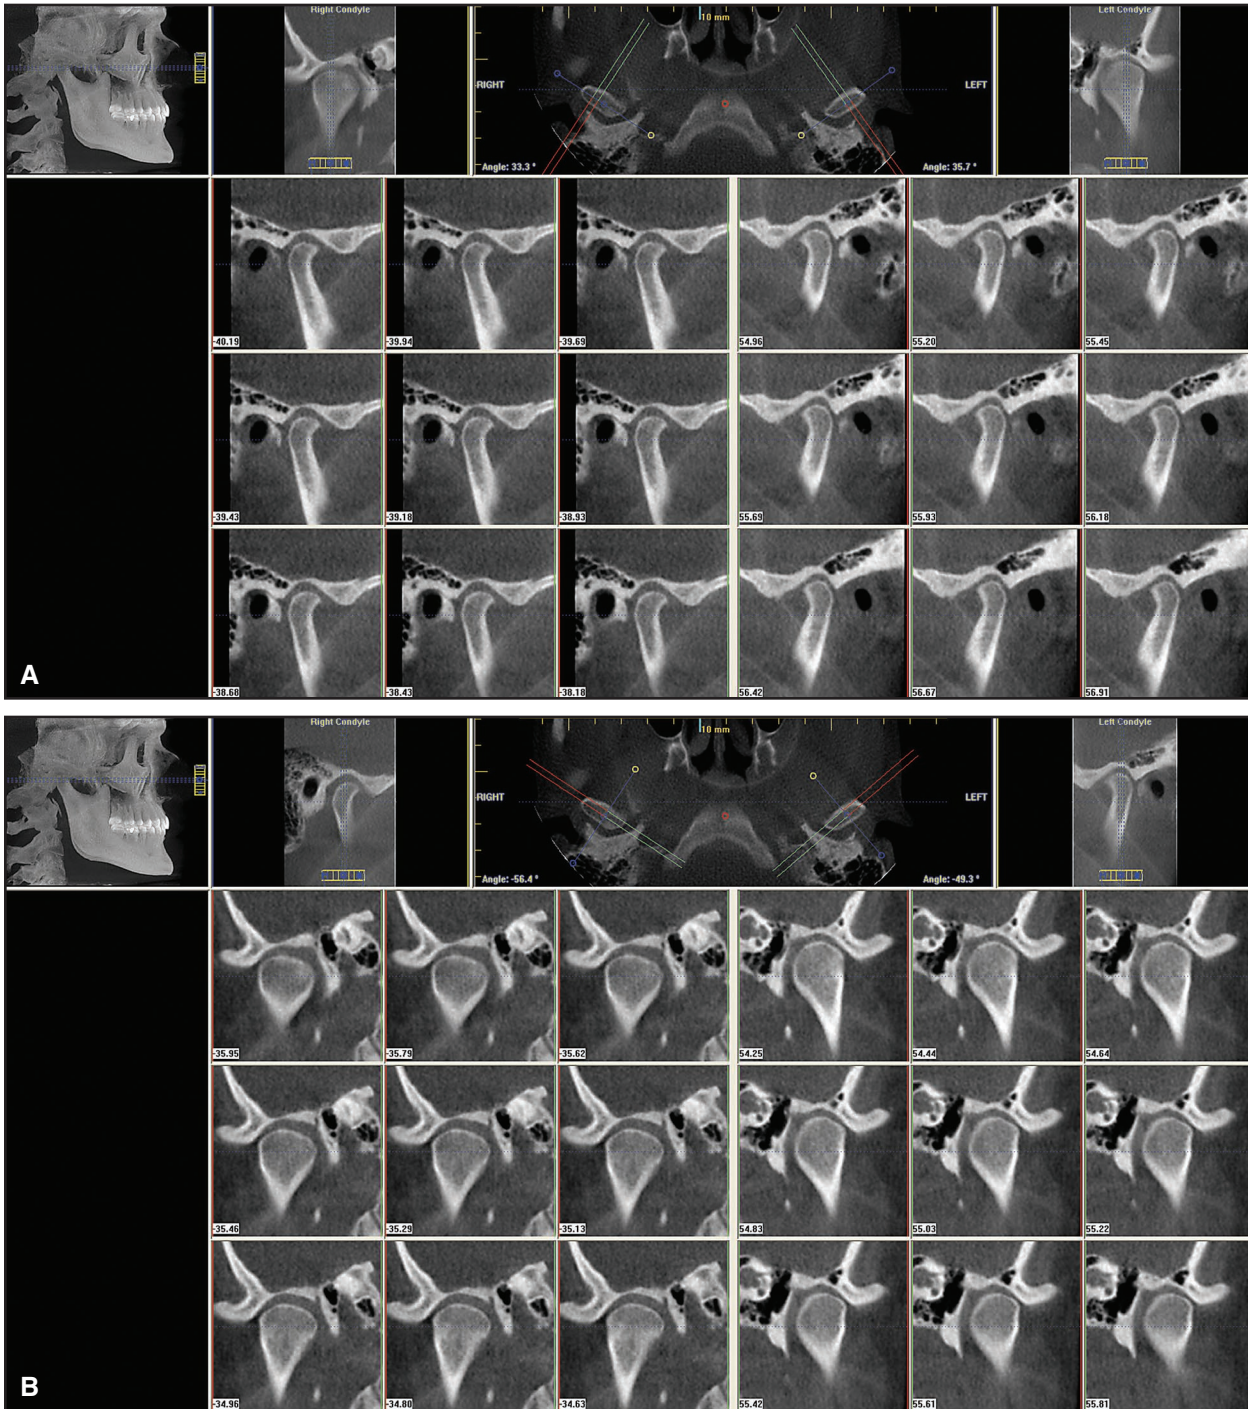 Right Condyle
10 mm
Left Condyle
RIGHT
LEFT
Angle: 33.3 °
Angle: 35.7 °
-40.19
-39.94
-39.69
54.96
55.20
55.45
-39.43
-39.18
-38.93
55.69
55.93
56.18
A
-38.68
-38.43
-38.18
56.42
56.67
56.91
Right Condyle
10 mm
Left Condyle
RIGHT
LEFT
Angle: -56.4 °
Angle: -49.3 °
-35.95
-35.79
-35.62
54.25
54.44
54.64
-35.46
-35.29
-35.13
54.83
55.03
55.22
B
-34.96
-34.80
-34.63
55.42
55.61
55.81